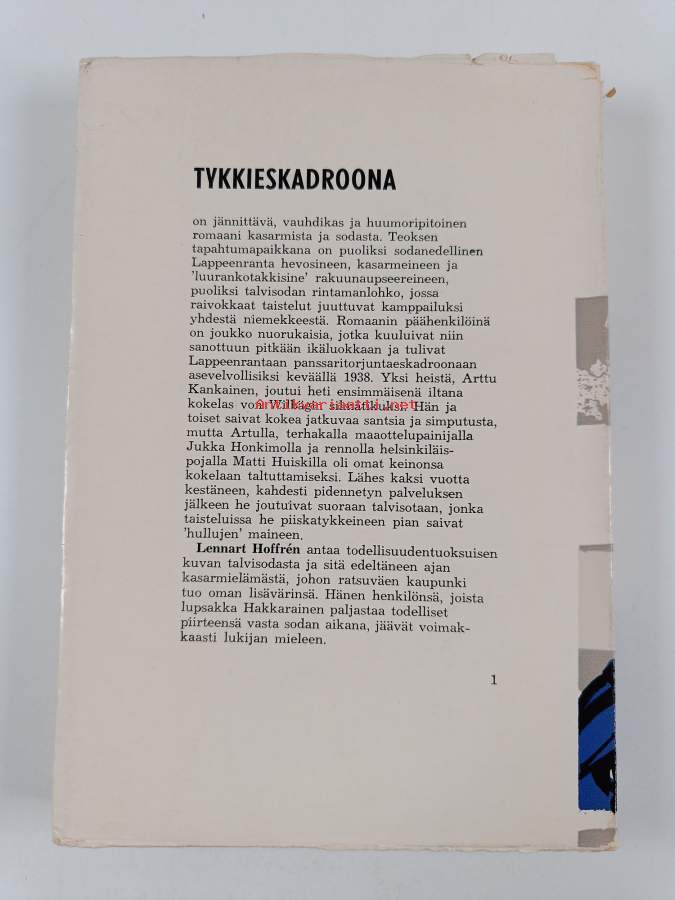 TYKKIESKADROONA
on jännittävä, vauhdikas ja huumoripitoinen
romaani kasarmista ja sodasta. Teoksen
tapahtumapaikkana on puoliksi sodanedellinen
Lappeenranta hevosineen, kasarmeineen ja
'luurankotakkisine' rakuunaupseereineen,
puoliksi talvisodan rintamanlohko, jossa
raivokkaat taistelut juuttuvat kamppailuksi
yhdestä niemekkeestä. Romaanin päähenkilöinä
on joukko nuorukaisia, jotka kuuluivat niin
sanottuun pitkään ikäluokkaan ja tulivat
Lappeenrantaan panssaritorjuntaeskadroonaan
asevelvollisiksi keväällä 1938. Yksi heistä, Arttu
Kankainen, joutui heti ensimmäisenä iltana
kokelas von silmätikuksi. Hän ja
antikvariaatti.net
toiset saivat kokea jatkuvaa santsia ja simputusta,
mutta Artulla, terhakalla maaottelupainijalla
Jukka Honkimolla ja rennolla helsinkiläis-
pojalla Matti Huiskilla oli omat keinonsa
kokelaan taltuttamiseksi. Lähes kaksi vuotta
kestäneen, kahdesti pidennetyn palveluksen
jälkeen he joutuivat suoraan talvisotaan, jonka
taisteluissa he piiskatykkeineen pian saivat
'hullujen' maineen.
Lennart Hoffrén antaa todellisuudentuoksuisen
kuvan talvisodasta ja sitä edeltäneen ajan
kasarmielämästä, johon ratsuväen kaupunki
tuo oman lisävärinsä. Hänen henkilönsä, joista
lupsakka Hakkarainen paljastaa todelliset
piirteensä vasta sodan aikana, jäävät voimak-
kaasti lukijan mieleen.
1